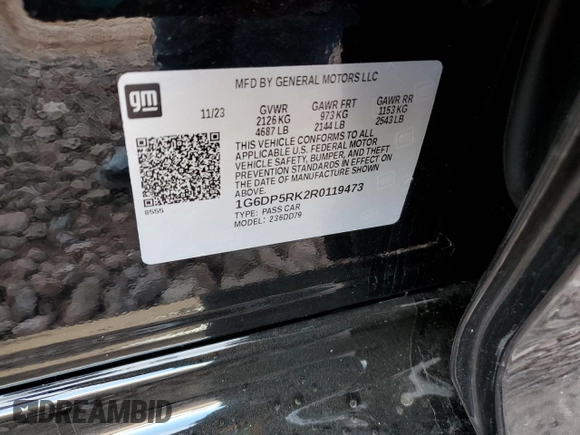 gm
MFD BY GENERAL MOTORS LLC
11/23 GVWR GAWR FRT GAWR RR
2126 KG 973 KG 1153 KG
4687 LB 2144 LB 2543 LB
THIS VEHICLE CONFORMS TO ALL
APPLICABLE U.S. FEDERAL MOTOR
VEHICLE SAFETY, BUMPER, AND THEFT
PREVENTION STANDARDS IN EFFECT ON
THE DATE OF MANUFACTURE SHOWN
ABOVE.
8555
1G6DP5RK2R0119473
TYPE: PASS CAR
MODEL: 236DD79
DREAMBID